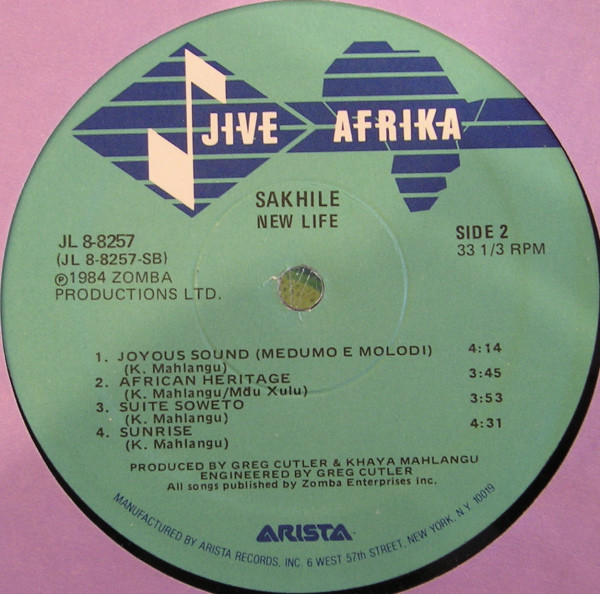 JIVE AFRIKA
SAKHILE
NEW LIFE
JL 8-8257
(JL 8-8257-SB)
Ⓟ1984 ZOMBA
PRODUCTIONS LTD.
SIDE 2
33 1/3 RPM
1. JOYOUS SOUND (MEDUMO E MOLODI) 4:14
(K. Mahlangu)
2. AFRICAN HERITAGE 3:45
(K. Mahlangu/Mdu Xulu)
3. SUITE SOWETO 3:53
(K. Mahlangu)
4. SUNRISE 4:31
(K. Mahlangu)
PRODUCED BY GREG CUTLER & KHAYA MAHLANGU
ENGINEERED BY GREG CUTLER
All songs published by Zomba Enterprises inc.
ARISTA™
MANUFACTURED BY ARISTA RECORDS, INC. 6 WEST 57th STREET, NEW YORK, N.Y. 10019